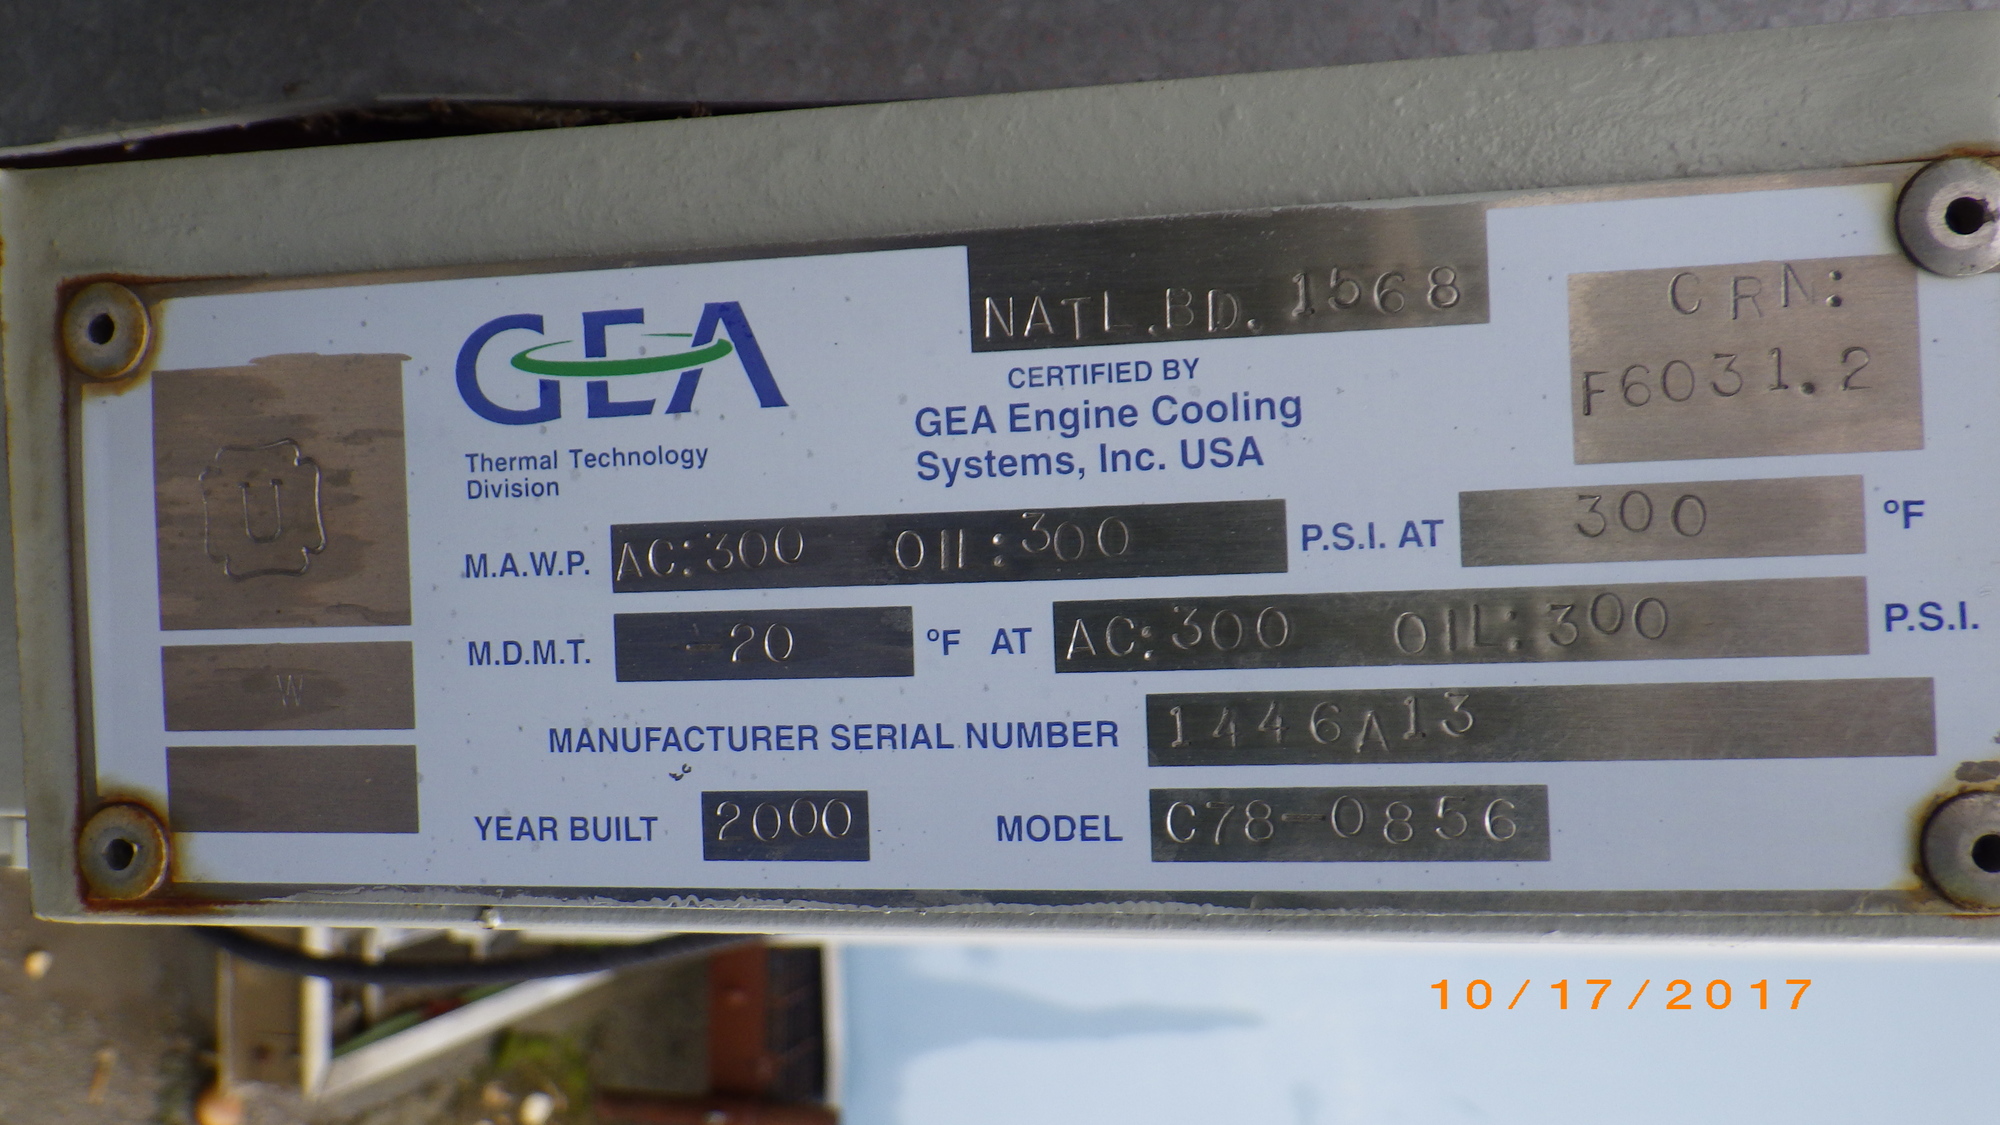 NATL.BD. 1568
CRN:
F6031.2
GEA
Thermal Technology
Division
CERTIFIED BY
GEA Engine Cooling
Systems, Inc. USA
U
W
M.A.W.P. AC:300 OIl:300 P.S.I. AT 300 °F
M.D.M.T. -20 °F AT AC:300 OIL:300 P.S.I.
MANUFACTURER SERIAL NUMBER 1446A13
YEAR BUILT 2000 MODEL C78-0856
10/17/2017